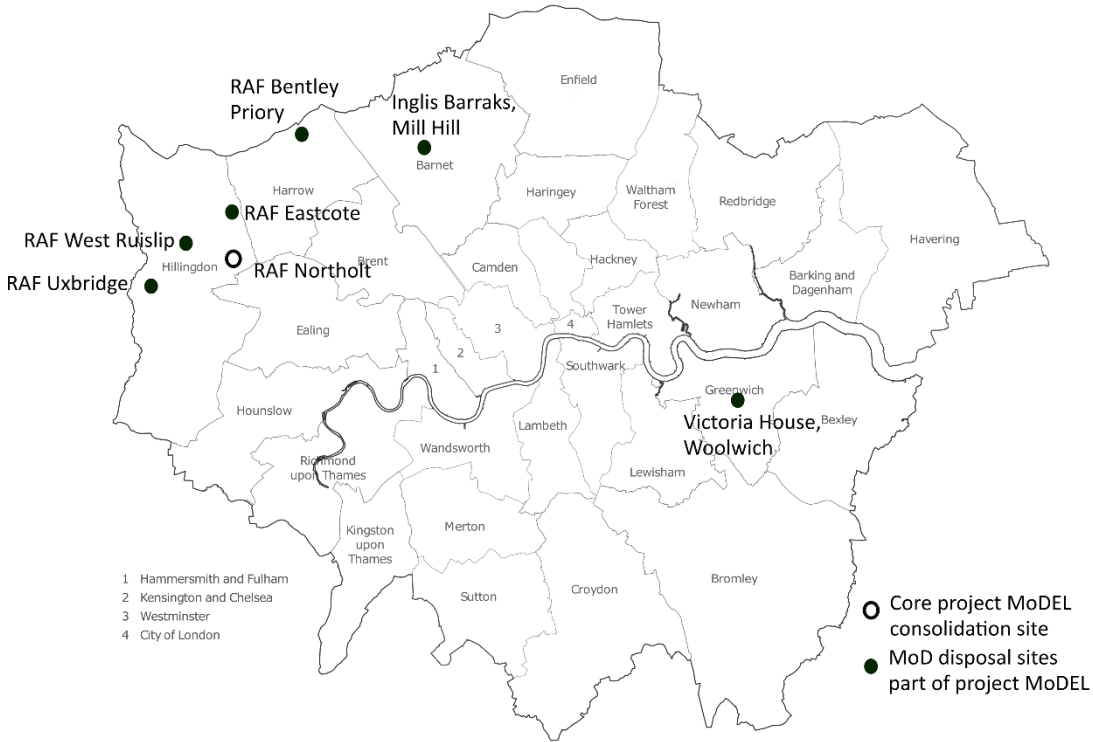 Enfield
RAF Bentley
Priory
Inglis Barraks,
Mill Hill
Barnet
Harrow
Haringey
Waltham
Forest
Redbridge
RAF Eastcote
RAF West Ruislip
Hillingdon
RAF Northolt
Brent
RAF Uxbridge
Camden
Hackney
Havering
Barking and
Dagenham
Newham
Tower
Hamlets
Ealing
3
4
2
1
Southwark
Greenwich
Hounslow
Victoria House,
Woolwich
Bexley
Lambeth
Wandsworth
Richmond
upon Thames
Lewisham
Merton
Kingston
upon
Thames
Sutton
Croydon
Bromley
1 Hammersmith and Fulham
2 Kensington and Chelsea
3 Westminster
4 City of London
Core project MoDEL
consolidation site
MoD disposal sites
part of project MoDEL